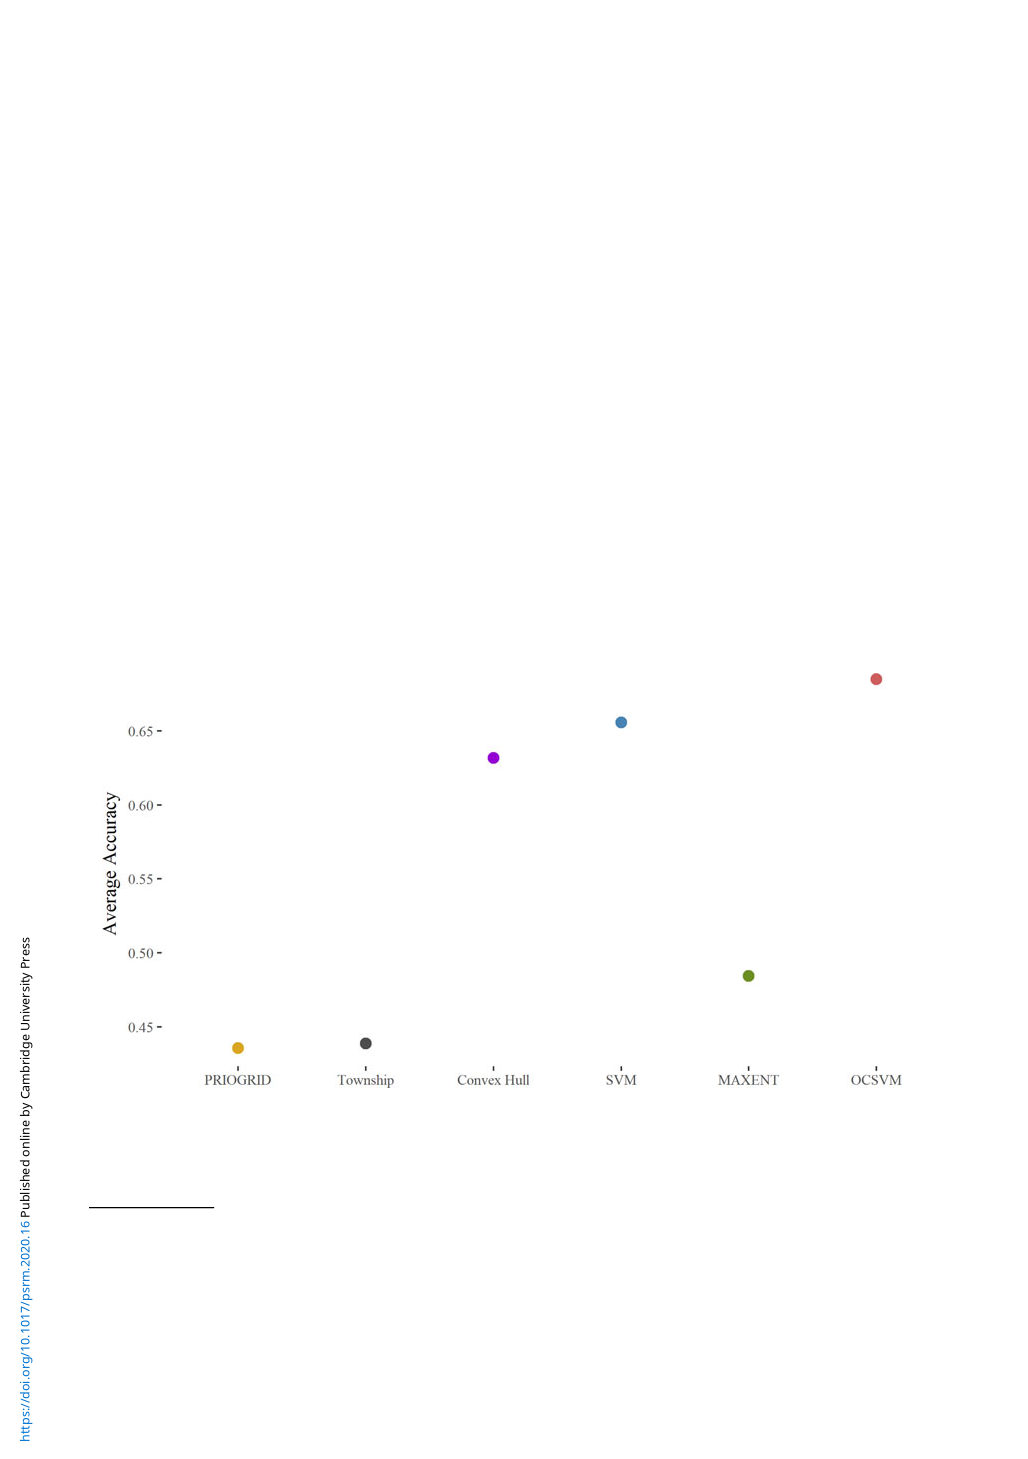 0.65
0.60
0.55
0.50
0.45
Average Accuracy
PRIOGRID Township Convex Hull SVM MAXENT OCSVM
https://doi.org/10.1017/psrm.2020.16 Published online by Cambridge University Press